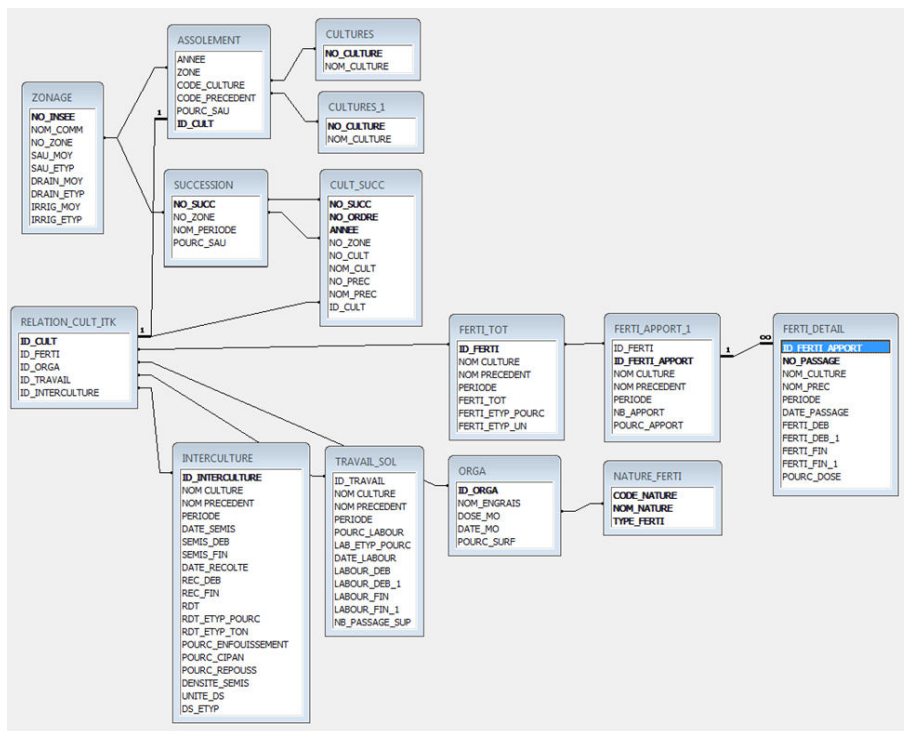 ZONAGE
NO_INSEE
NOM_COMM
NO_ZONE
SAU_MOY
SAU_ETYP
DRAIN_MOY
DRAIN_ETYP
IRRIG_MOY
IRRIG_ETYP
ASSOLEMENT
ANNEE
ZONE
CODE_CULTURE
CODE_PRECEDENT
POURC_SAU
ID_CULT
1
CULTURES
NO_CULTURE
NOM_CULTURE
CULTURES_1
NO_CULTURE
NOM_CULTURE
SUCCESSION
NO_SUCC
NO_ZONE
NOM_PERIODE
POURC_SAU
CULT_SUCC
NO_SUCC
NO_ORDRE
ANNEE
NO_ZONE
NO_CULT
NOM_CULT
NO_PREC
NOM_PREC
ID_CULT
RELATION_CULT_ITK
ID_CULT
ID_FERTI
ID_ORGA
ID_TRAVAIL
ID_INTERCULTURE
1
FERTI_TOT
ID_FERTI
NOM CULTURE
NOM PRECEDENT
PERIODE
FERTI_TOT
FERTI_ETYP_POURC
FERTI_ETYP_UN
FERTI_APPORT_1
ID_FERTI
ID_FERTI_APPORT
NOM CULTURE
NOM PRECEDENT
PERIODE
NB_APPORT
POURC_APPORT
1
∞
FERTI_DETAIL
ID_FERTI_APPORT
NO_PASSAGE
NOM_CULTURE
NOM_PREC
PERIODE
DATE_PASSAGE
FERTI_DEB
FERTI_DEB_1
FERTI_FIN
FERTI_FIN_1
POURC_DOSE
INTERCULTURE
ID_INTERCULTURE
NOM CULTURE
NOM PRECEDENT
PERIODE
DATE_SEMIS
SEMIS_DEB
SEMIS_FIN
DATE_RECOLTE
REC_DEB
REC_FIN
RDT
RDT_ETYP_POURC
RDT_ETYP_TON
POURC_ENFOUISSEMENT
POURC_CIPAN
POURC_REPOUSS
DENSITE_SEMIS
UNITE_DS
DS_ETYP
TRAVAIL_SOL
ID_TRAVAIL
NOM CULTURE
NOM PRECEDENT
PERIODE
POURC_LABOUR
LAB_ETYP_POURC
DATE_LABOUR
LABOUR_DEB
LABOUR_DEB_1
LABOUR_FIN
LABOUR_FIN_1
NB_PASSAGE_SUP
ORGA
ID_ORGA
NOM_ENGRAIS
DOSE_MO
DATE_MO
POURC_SURF
NATURE_FERTI
CODE_NATURE
NOM_NATURE
TYPE_FERTI